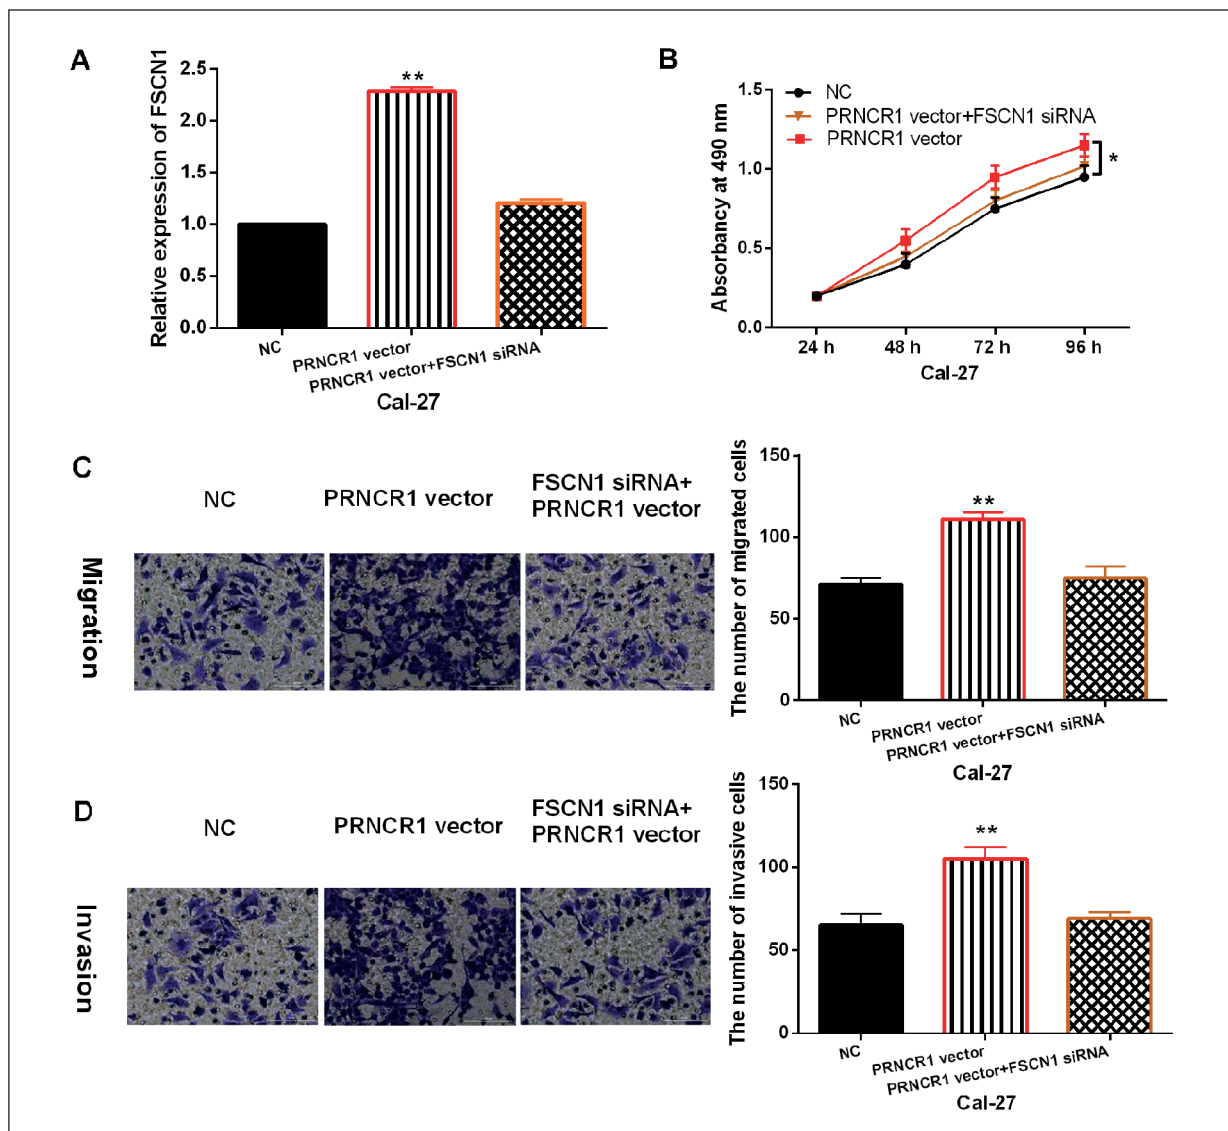 A
Relative expression of FSCN1
2.5
2.0
1.5
1.0
0.5
0.0
**
NC
PRNCR1 vector
PRNCR1 vector+FSCN1 siRNA
Cal-27
B
Absorbancy at 490 nm
1.5
1.0
0.5
0.0
NC
PRNCR1 vector+FSCN1 siRNA
PRNCR1 vector
*
24 h
48 h
72 h
96 h
Cal-27
C
NC
PRNCR1 vector
FSCN1 siRNA+
PRNCR1 vector
Migration
The number of migrated cells
150
100
50
0
**
NC
PRNCR1 vector
PRNCR1 vector+FSCN1 siRNA
Cal-27
D
NC
PRNCR1 vector
FSCN1 siRNA+
PRNCR1 vector
Invasion
The number of invasive cells
150
100
50
0
**
NC
PRNCR1 vector
PRNCR1 vector+FSCN1 siRNA
Cal-27